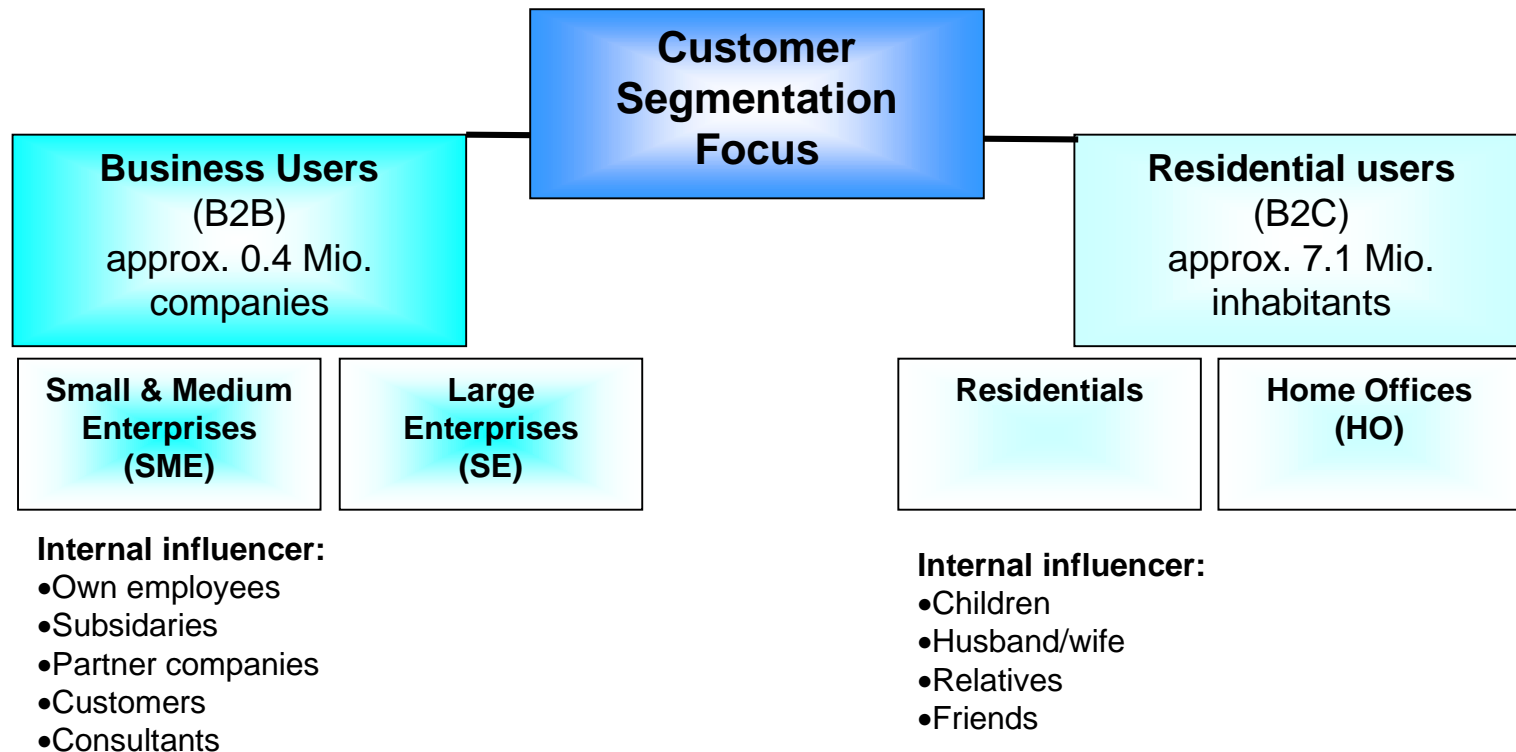 Customer
Segmentation
Focus
Business Users
(B2B)
approx. 0.4 Mio.
companies
Residential users
(B2C)
approx. 7.1 Mio.
inhabitants
Small & Medium
Enterprises
(SME)
Large
Enterprises
(SE)
Residentials
Home Offices
(HO)
Internal influencer:
•Own employees
•Subsidaries
•Partner companies
•Customers
•Consultants
Internal influencer:
•Children
•Husband/wife
•Relatives
•Friends